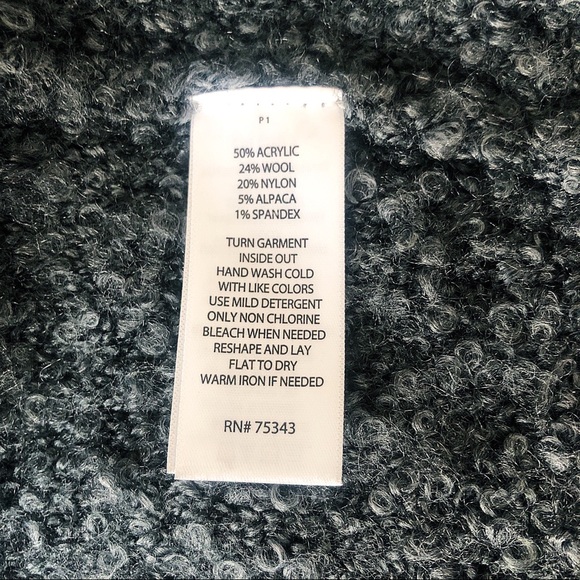 P1
50% ACRYLIC
24% WOOL
20% NYLON
5% ALPACA
1% SPANDEX
TURN GARMENT
INSIDE OUT
HAND WASH COLD
WITH LIKE COLORS
USE MILD DETERGENT
ONLY NON CHLORINE
BLEACH WHEN NEEDED
RESHAPE AND LAY
FLAT TO DRY
WARM IRON IF NEEDED
RN# 75343